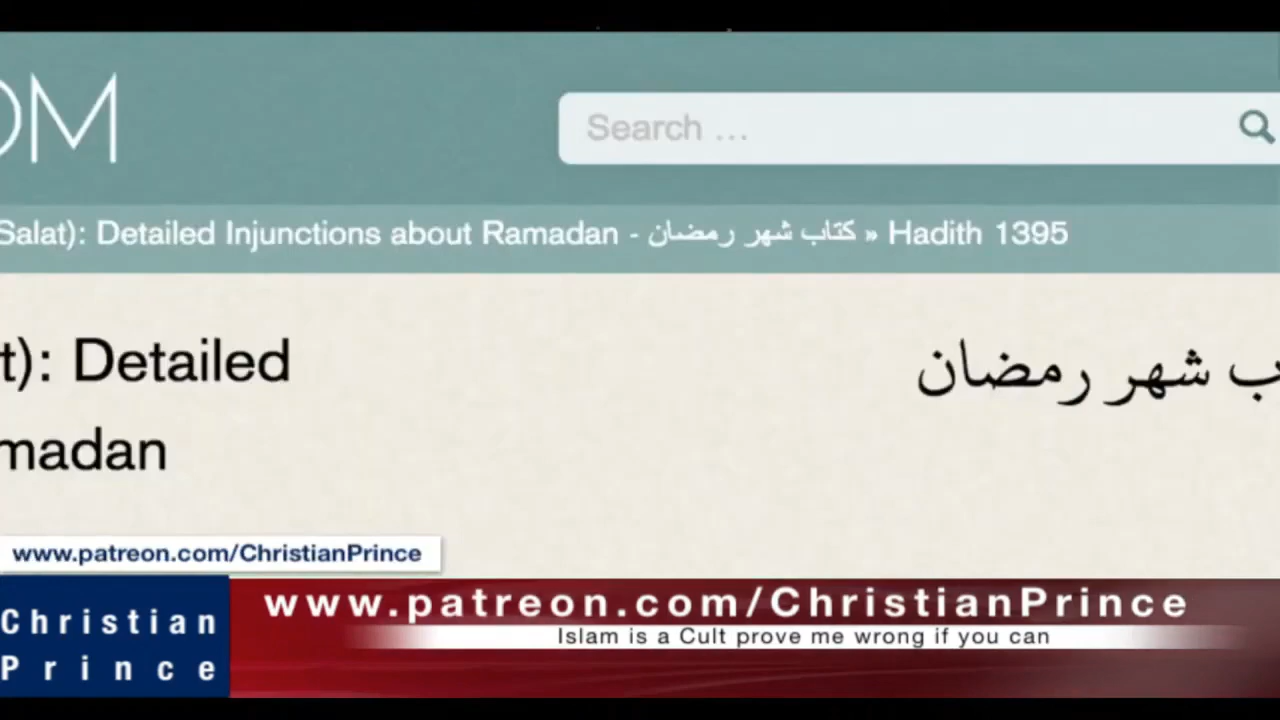 OM
Search ...
Salat): Detailed Injunctions about Ramadan - كتاب شهر رمضان » Hadith 1395
t): Detailed
madan
ب شهر رمضان
www.patreon.com/ChristianPrince
Christian
Prince
www.patreon.com/ChristianPrince
Islam is a Cult prove me wrong if you can